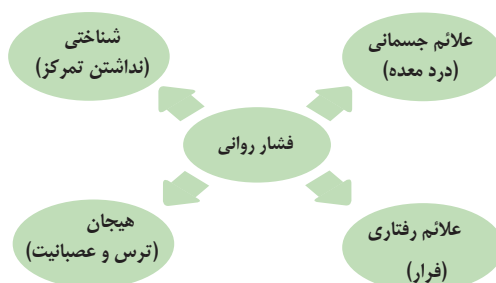 علائم جسمانی
(درد معده)
شناختی
(نداشتن تمرکز)
فشار روانی
علائم رفتاری
(فرار)
هیجان
(ترس و عصبانیت)